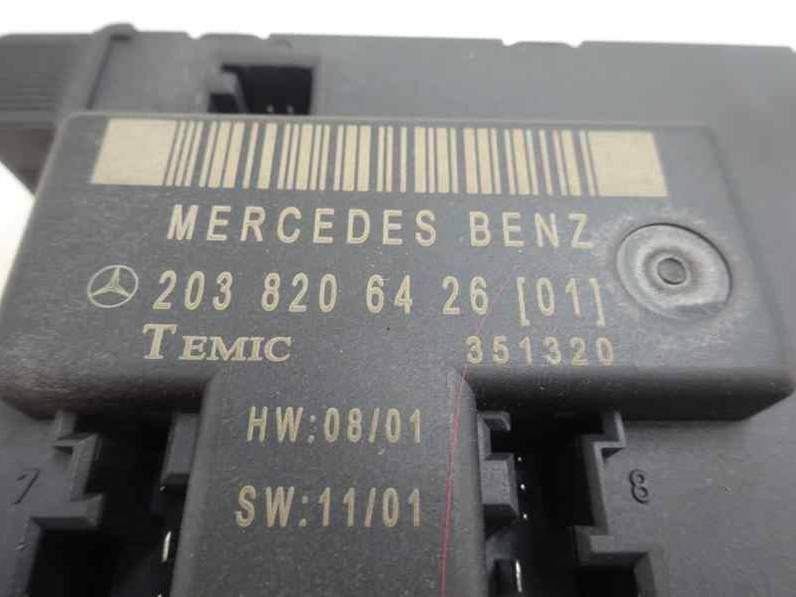 MERCEDES BENZ
203 820 64 26 [01]
TEMIC 351320
HW:08/01
SW:11/01
7 8